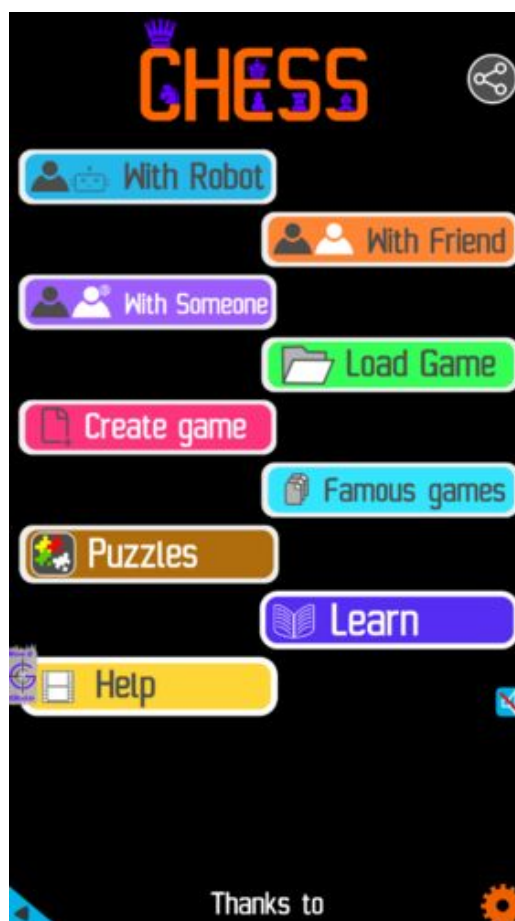 CHESS
With Robot
With Friend
With Someone
Load Game
Create game
Famous games
Puzzles
Learn
Help
Thanks to